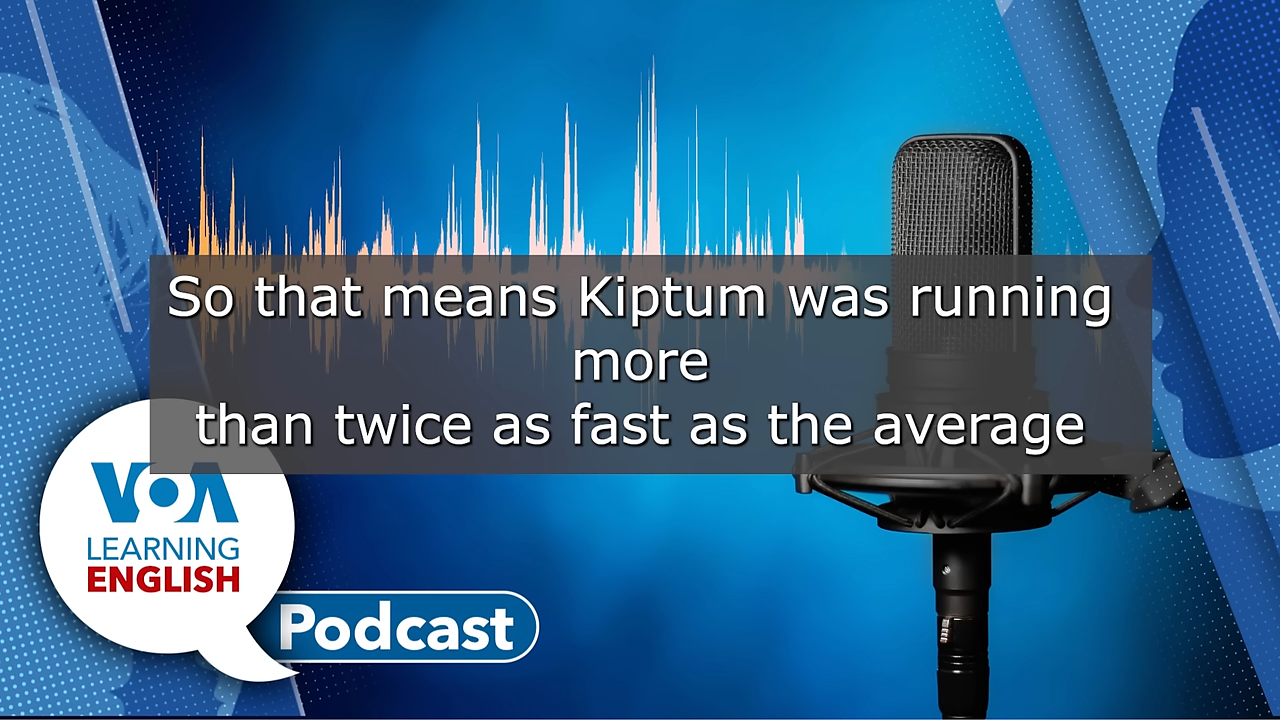 So that means Kiptum was running
more
than twice as fast as the average
VOA
LEARNING
ENGLISH
Podcast